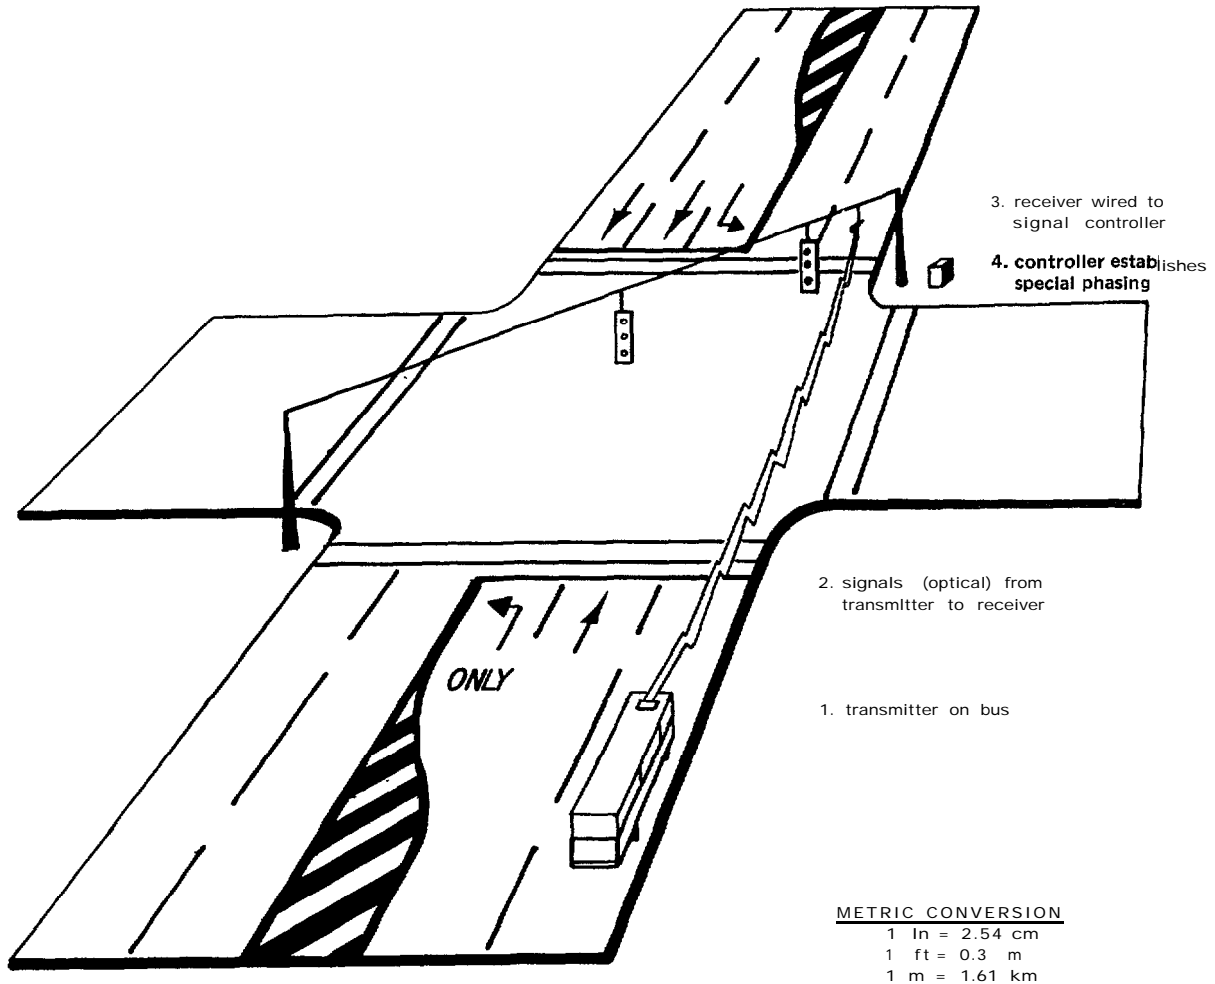 3. receiver wired to
signal controller
4. controller establishes
special phasing
2. signals (optical) from
transmItter to receiver
ONLY
1. transmitter on bus
METRIC CONVERSION
1 In = 2.54 cm
1 ft = 0.3 m
1 m = 1.61 km